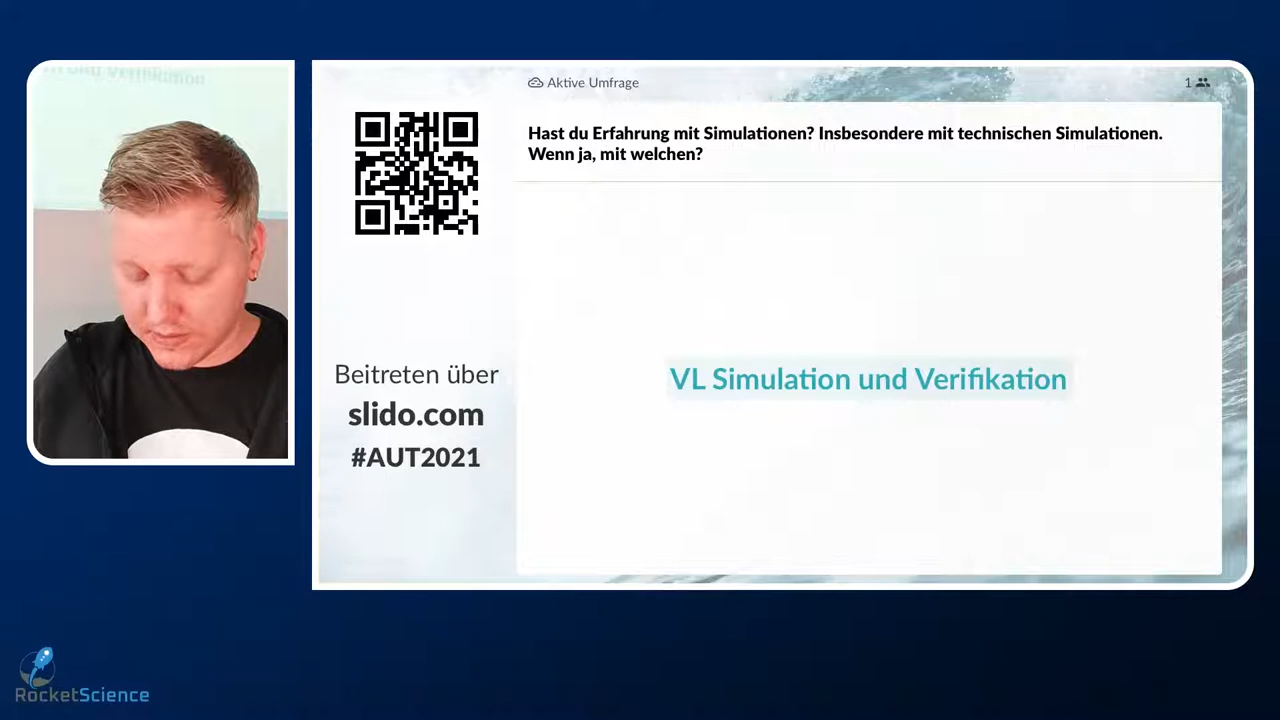 Aktive Umfrage
1
Hast du Erfahrung mit Simulationen? Insbesondere mit technischen Simulationen.
Wenn ja, mit welchen?
VL Simulation und Verifikation
Beitreten über
slido.com
#AUT2021
RocketScience